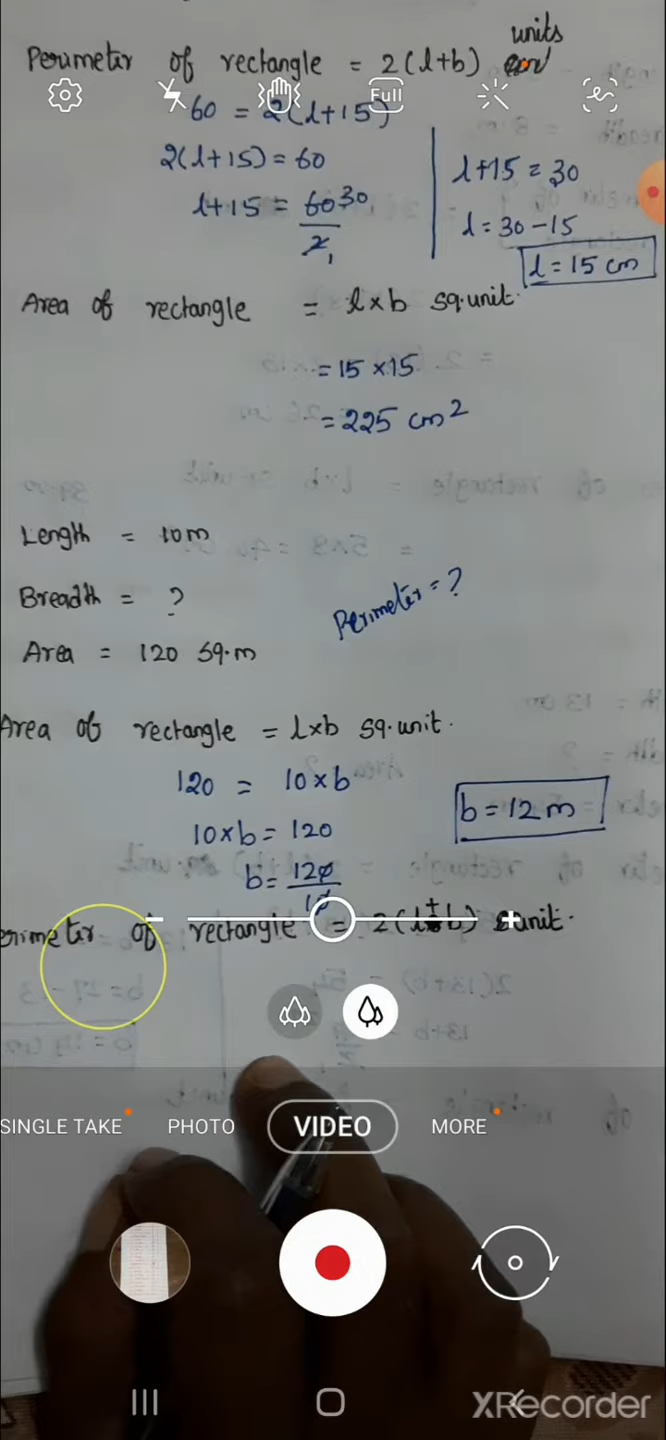 units
Perimeter of rectangle = 2(l+b)
Full
60 = 2(l+15)
2(l+15) = 60
l+15 = 60 30
2 1
l+15 = 30
l = 30 - 15
l = 15 cm
Area of rectangle = l×b sq.unit.
= 15 × 15
= 225 cm²
Length = 10m
Breadth = ?
Perimeter = ?
Area = 120 sq.m
Area of rectangle = l×b sq.unit.
120 = 10×b
10×b = 120
b = 120
10
b = 12m
erimeter of rectangle = 2(l+b) unit.
SINGLE TAKE PHOTO VIDEO MORE
XRecorder